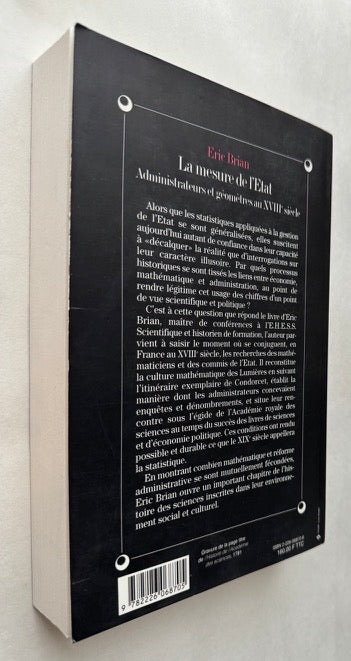 Eric Brian
La mesure de l'Etat
Administrateurs et géomètres au XVIIIᵉ siècle
Alors que les statistiques appliquées à la gestion
de l'Etat se sont généralisées, elles suscitent
aujourd'hui autant de confiance dans leur capacité
à «décalquer» la réalité que d'interrogations sur
leur caractère illusoire. Par quels processus
historiques se sont tissés les liens entre économie,
mathématique et administration, au point de
rendre légitime cet usage des chiffres d'un point
de vue scientifique et politique ?
C'est à cette question que répond le livre d'Eric
Brian, maître de conférences à l'E.H.E.S.S.
Scientifique et historien de formation, l'auteur par-
vient à saisir le moment où se conjuguent, en
France au XVIIIᵉ siècle, les recherches des mathé-
maticiens et des commis de l'Etat. Il reconstitue
la culture mathématique des Lumières en suivant
l'itinéraire exemplaire de Condorcet, établit la
manière dont les administrateurs concevaient
enquêtes et dénombrements, et situe leur ren-
contre sous l'égide de l'Académie royale des
sciences au temps du succès des livres de sciences
et d'économie politique. Ces conditions ont rendu
possible et durable ce que le XIXᵉ siècle appellera
la statistique.
En montrant combien mathématique et réforme
administrative se sont mutuellement fécondées,
Eric Brian ouvre un important chapitre de l'his-
toire des sciences inscrites dans leur environne-
ment social et culturel.
Gravure de la page titre
de l'Histoire de l'Académie
des sciences, 1781
160,00 F TTC
9 782226 068705